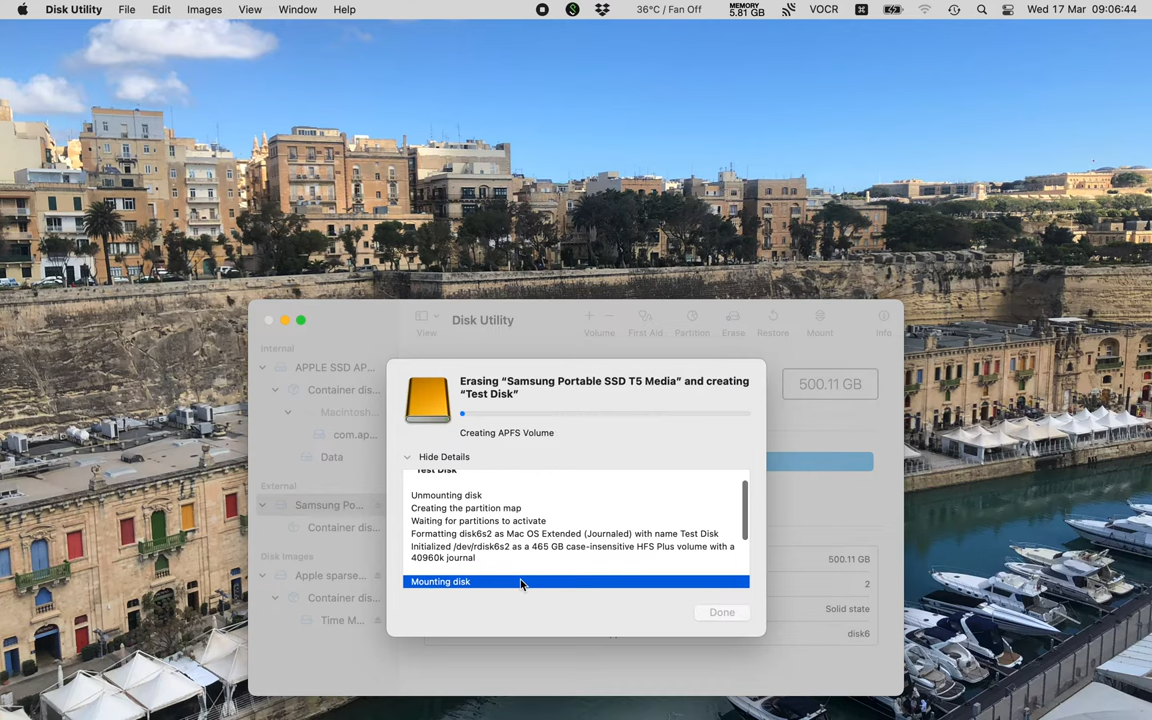 Disk Utility File Edit Images View Window Help 36°C / Fan Off MEMORY 5.81 GB VOCR Wed 17 Mar 09:06:44
Disk Utility
View Volume First Aid Partition Erase Restore Mount Info
Internal
APPLE SSD AP...
Container dis...
Macintosh...
com.ap...
Data
External
Samsung Po...
Container dis...
Disk Images
Apple sparse...
Container dis...
Time M...
500.11 GB
500.11 GB
2
Solid state
disk6
Erasing “Samsung Portable SSD T5 Media” and creating
“Test Disk”
Creating APFS Volume
Hide Details
“Test Disk”
Unmounting disk
Creating the partition map
Waiting for partitions to activate
Formatting disk6s2 as Mac OS Extended (Journaled) with name Test Disk
Initialized /dev/rdisk6s2 as a 465 GB case-insensitive HFS Plus volume with a
40960k journal
Mounting disk
Done